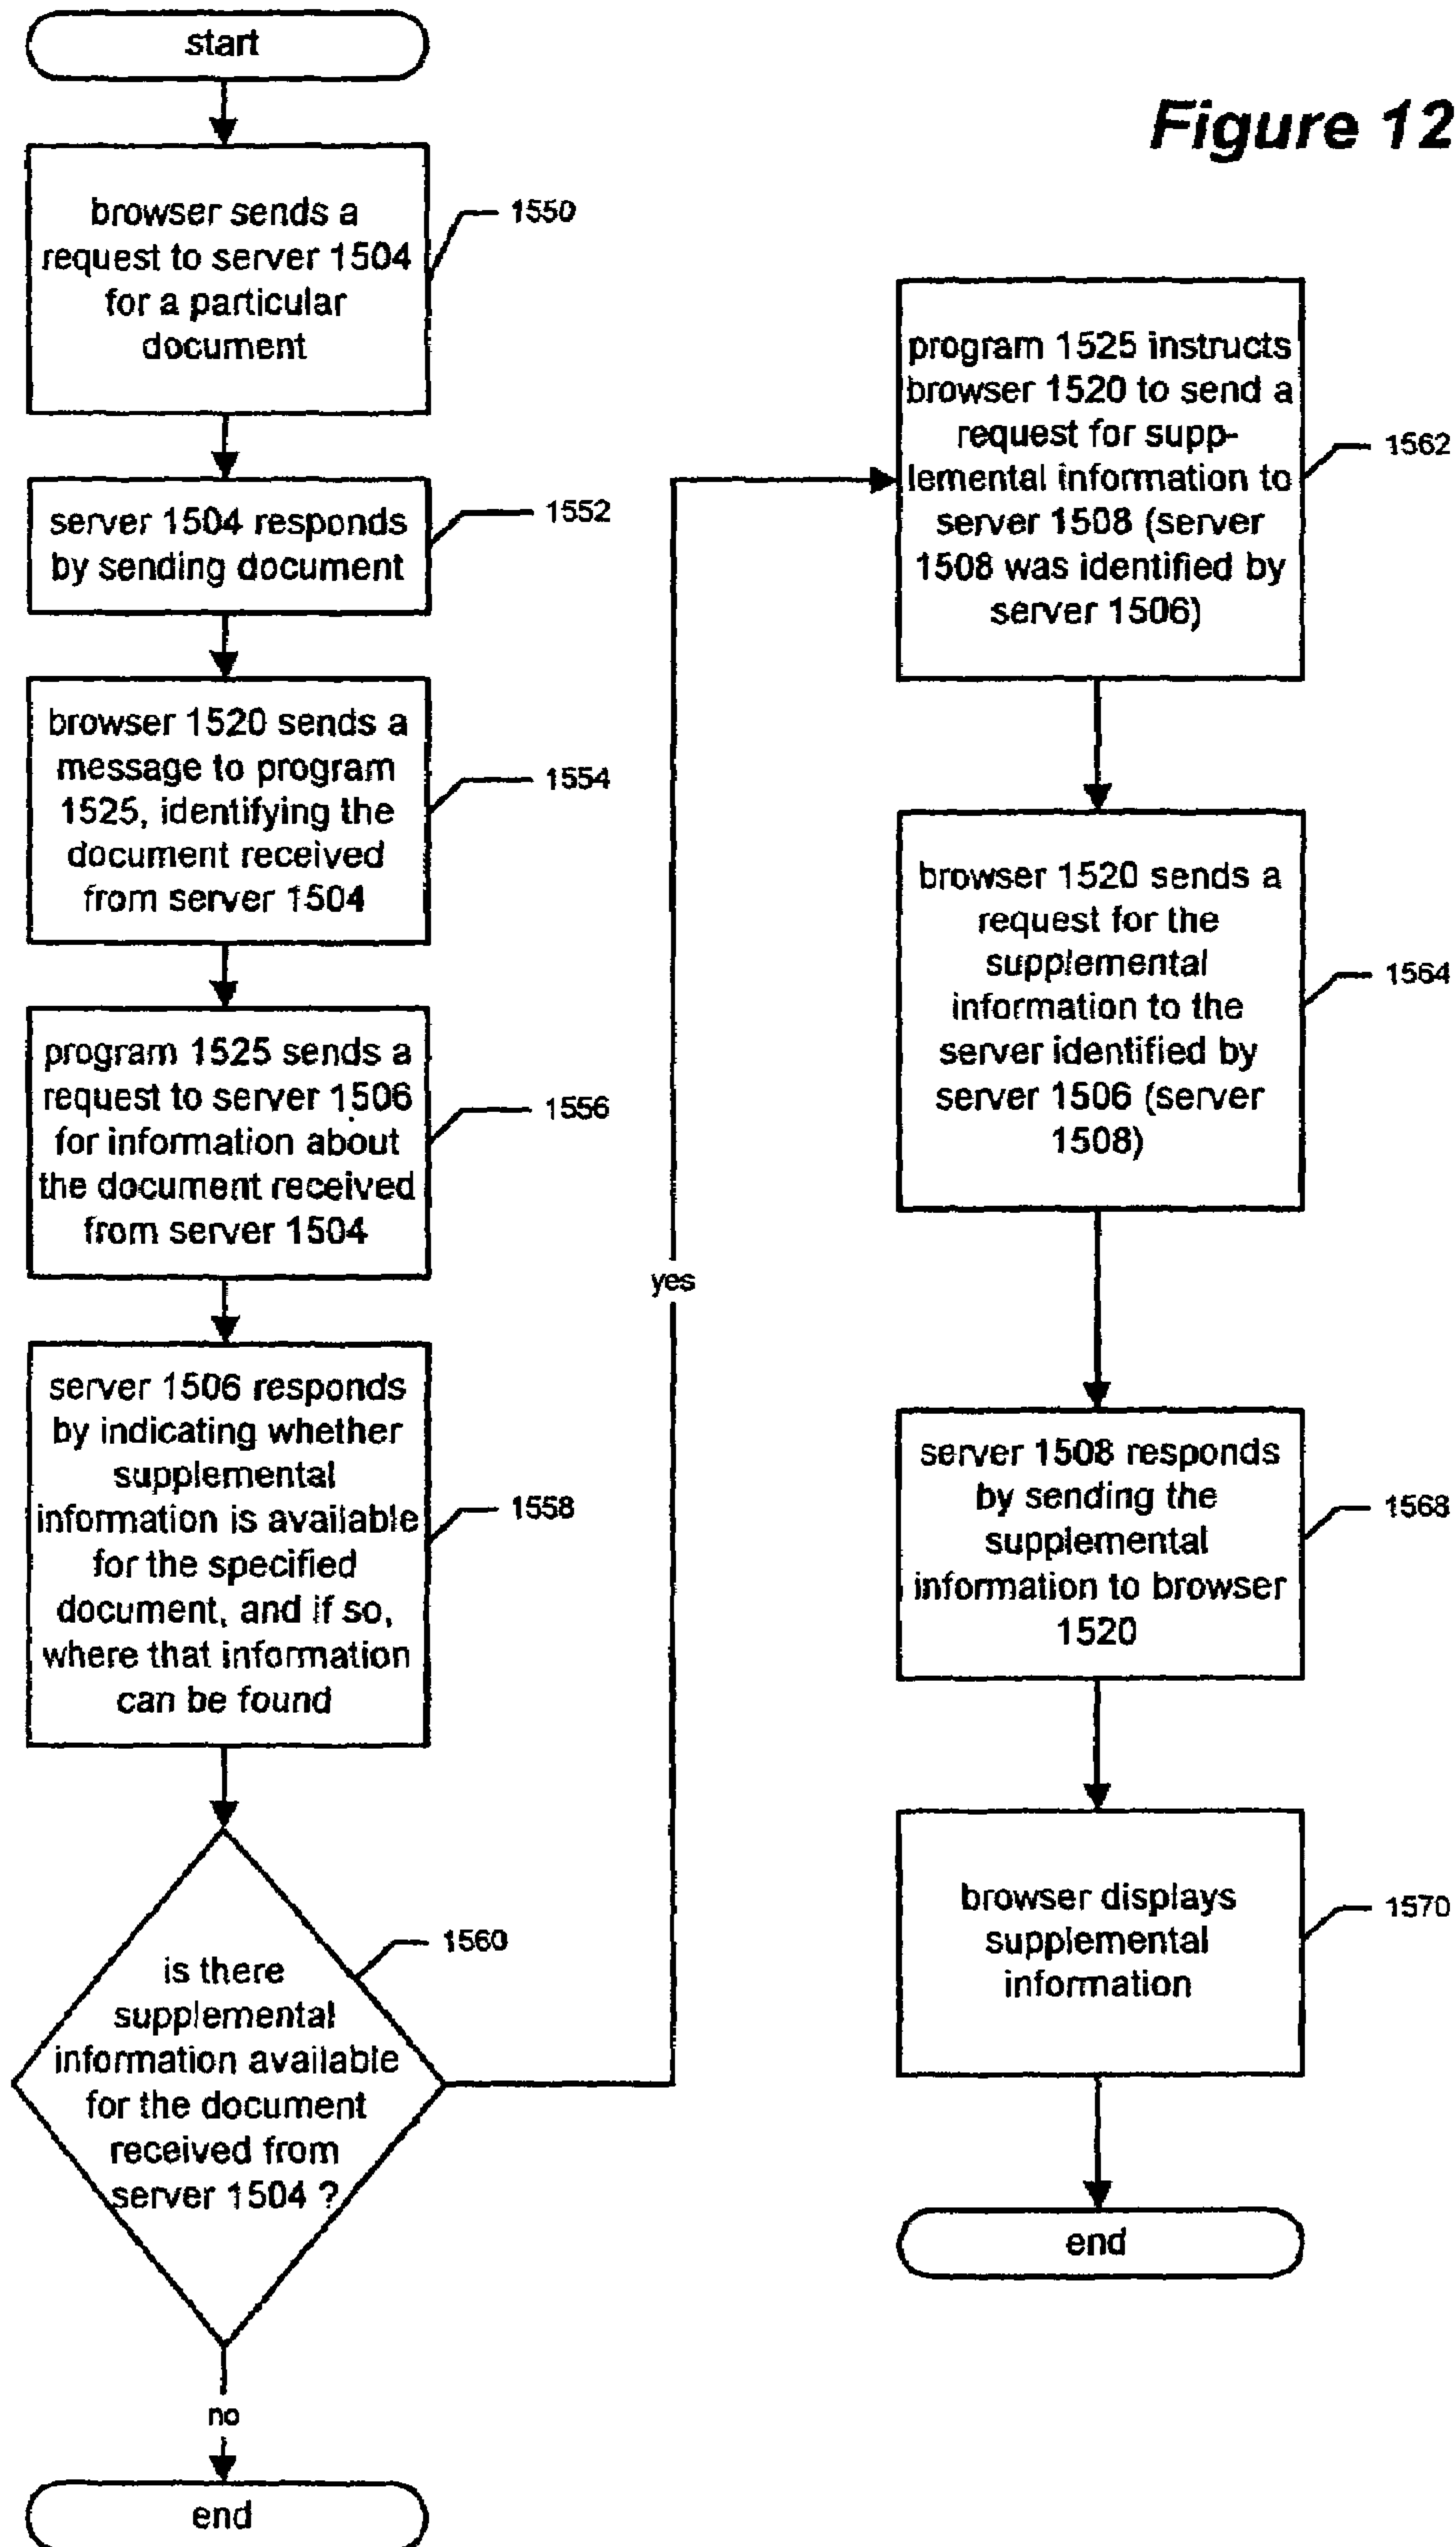 Figure 12
start
browser sends a
request to server 1504
for a particular
document
1550
server 1504 responds
by sending document
1552
browser 1520 sends a
message to program
1525, identifying the
document received
from server 1504
1554
program 1525 sends a
request to server 1506
for information about
the document received
from server 1504
1556
server 1506 responds
by indicating whether
supplemental
information is available
for the specified
document, and if so,
where that information
can be found
1558
is there
supplemental
information available
for the document
received from
server 1504 ?
1560
no
end
yes
program 1525 instructs
browser 1520 to send a
request for supp-
lemental information to
server 1508 (server
1508 was identified by
server 1506)
1562
browser 1520 sends a
request for the
supplemental
information to the
server identified by
server 1506 (server
1508)
1564
server 1508 responds
by sending the
supplemental
information to browser
1520
1568
browser displays
supplemental
information
1570
end